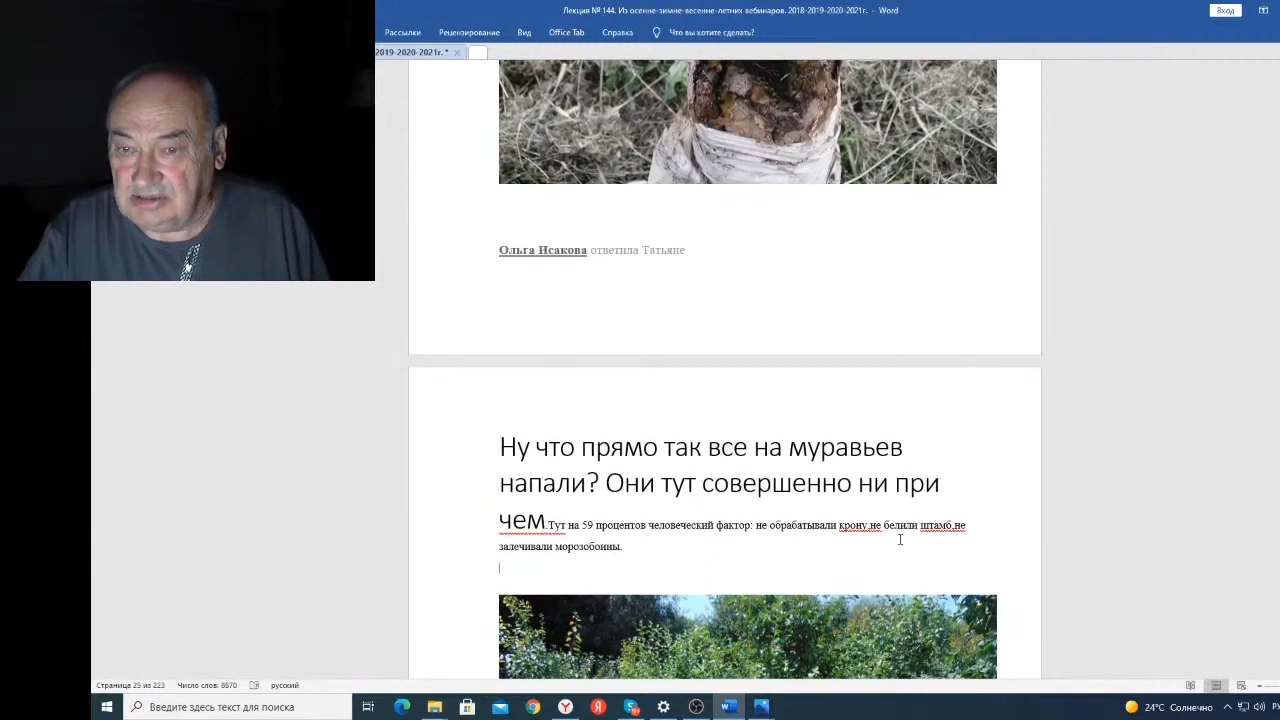 Лекция № 144. Из осенне-зимне-весенне-летних вебинаров. 2018-2019-2020-2021г. - Word
Вход
Рассылки Рецензирование Вид Office Tab Справка Что вы хотите сделать?
2019-2020-2021г. *
Ольга Исакова ответила Татьяне
Ну что прямо так все на муравьев
напали? Они тут совершенно ни при
чем.Тут на 59 процентов человеческий фактор: не обрабатывали крону,не белили штамб,не
залечивали морозобоины.
Страница 25 из 223 Число слов: 8670 русский
Введите здесь текст для поиска
24°C Солнечно